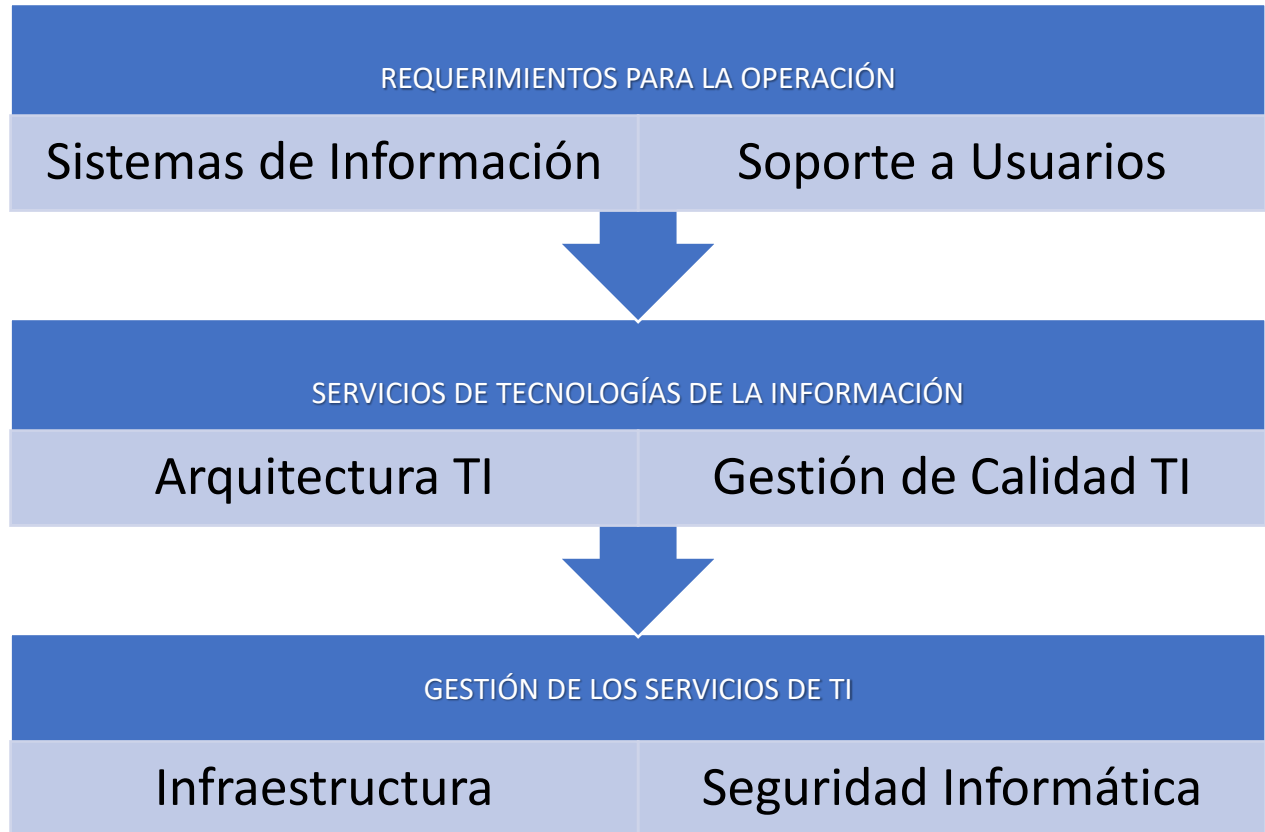 REQUERIMIENTOS PARA LA OPERACIÓN
Sistemas de Información
Soporte a Usuarios
SERVICIOS DE TECNOLOGÍAS DE LA INFORMACIÓN
Arquitectura TI
Gestión de Calidad TI
GESTIÓN DE LOS SERVICIOS DE TI
Infraestructura
Seguridad Informática